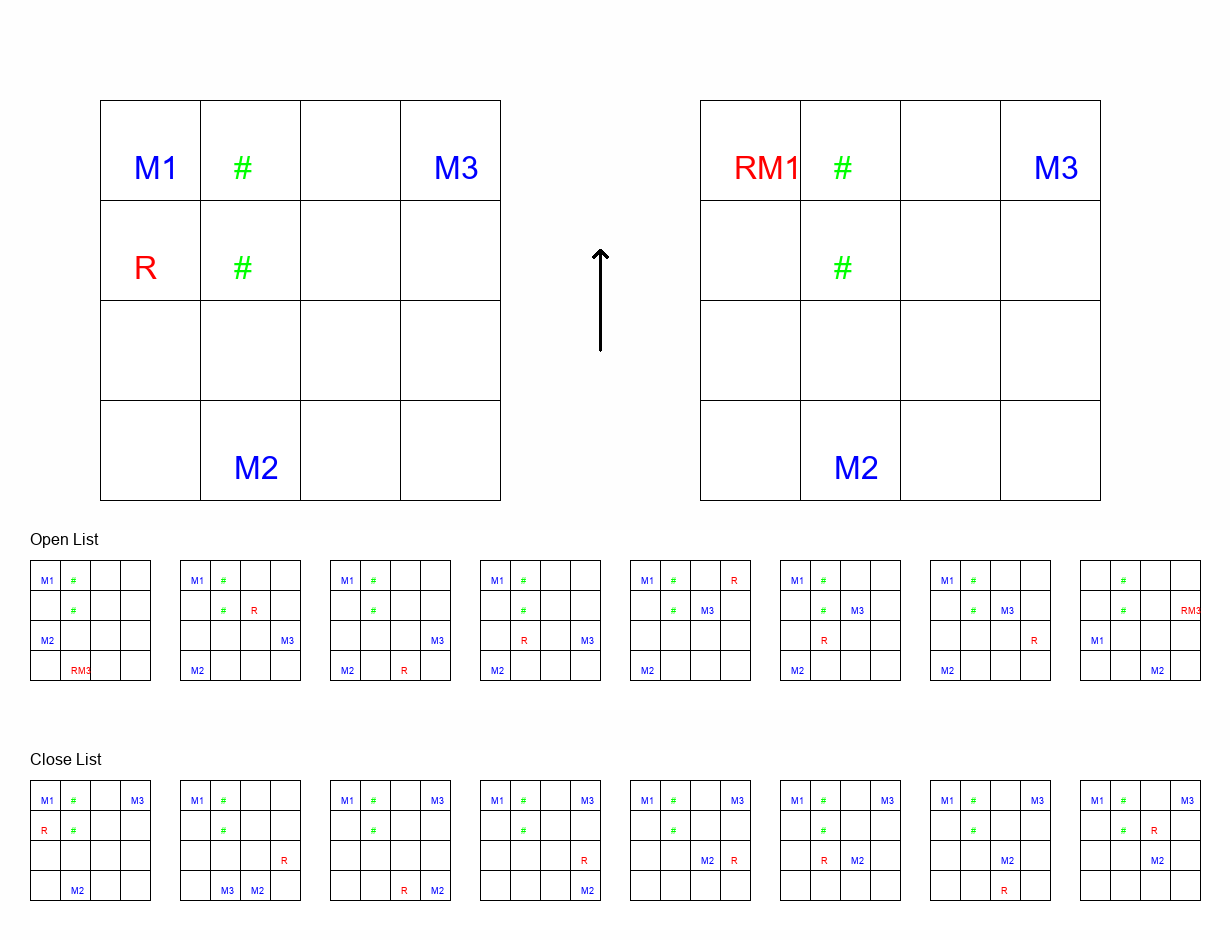 M1 # M3 RM1 # M3
R # #
M2 M2
Open List
M1 # M1 # M1 # M1 # M1 # R M1 # M1 # #
# # R # # # M3 # M3 # M3 # RM3
M2 M3 M3 R M3 R R M1
RM3 M2 M2 R M2 M2 M2 M2 M2
Close List
M1 # M3 M1 # M1 # M3 M1 # M3 M1 # M3 M1 # M3 M1 # M3 M1 # M3
R # # # # # # # # R
R R M2 R R M2 M2 M2
M2 M3 M2 R M2 M2 R